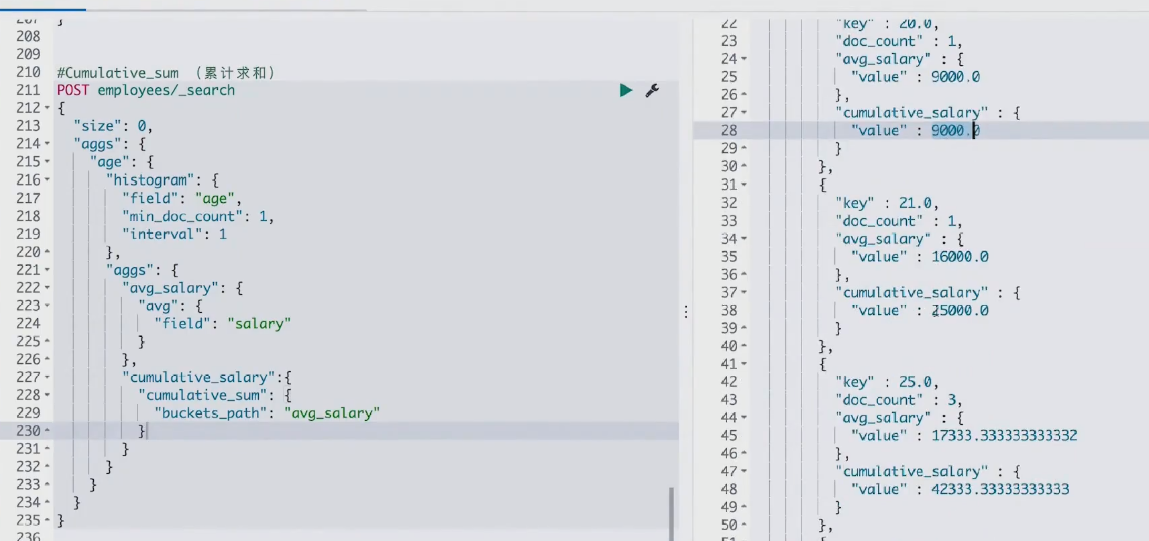 207 }
208
209
210 #Cumulative_sum （累计求和）
211 POST employees/_search
212 {
213 "size": 0,
214 "aggs": {
215 "age": {
216 "histogram": {
217 "field": "age",
218 "min_doc_count": 1,
219 "interval": 1
220 },
221 "aggs": {
222 "avg_salary": {
223 "avg": {
224 "field": "salary"
225 }
226 },
227 "cumulative_salary":{
228 "cumulative_sum": {
229 "buckets_path": "avg_salary"
230 }
231 }
232 }
233 }
234 }
235 }
236
22 "key" : 20.0,
23 "doc_count" : 1,
24 "avg_salary" : {
25 "value" : 9000.0
26 },
27 "cumulative_salary" : {
28 "value" : 9000.0
29 }
30 },
31 {
32 "key" : 21.0,
33 "doc_count" : 1,
34 "avg_salary" : {
35 "value" : 16000.0
36 },
37 "cumulative_salary" : {
38 "value" : 25000.0
39 }
40 },
41 {
42 "key" : 25.0,
43 "doc_count" : 3,
44 "avg_salary" : {
45 "value" : 17333.333333333332
46 },
47 "cumulative_salary" : {
48 "value" : 42333.33333333333
49 }
50 },
51 {